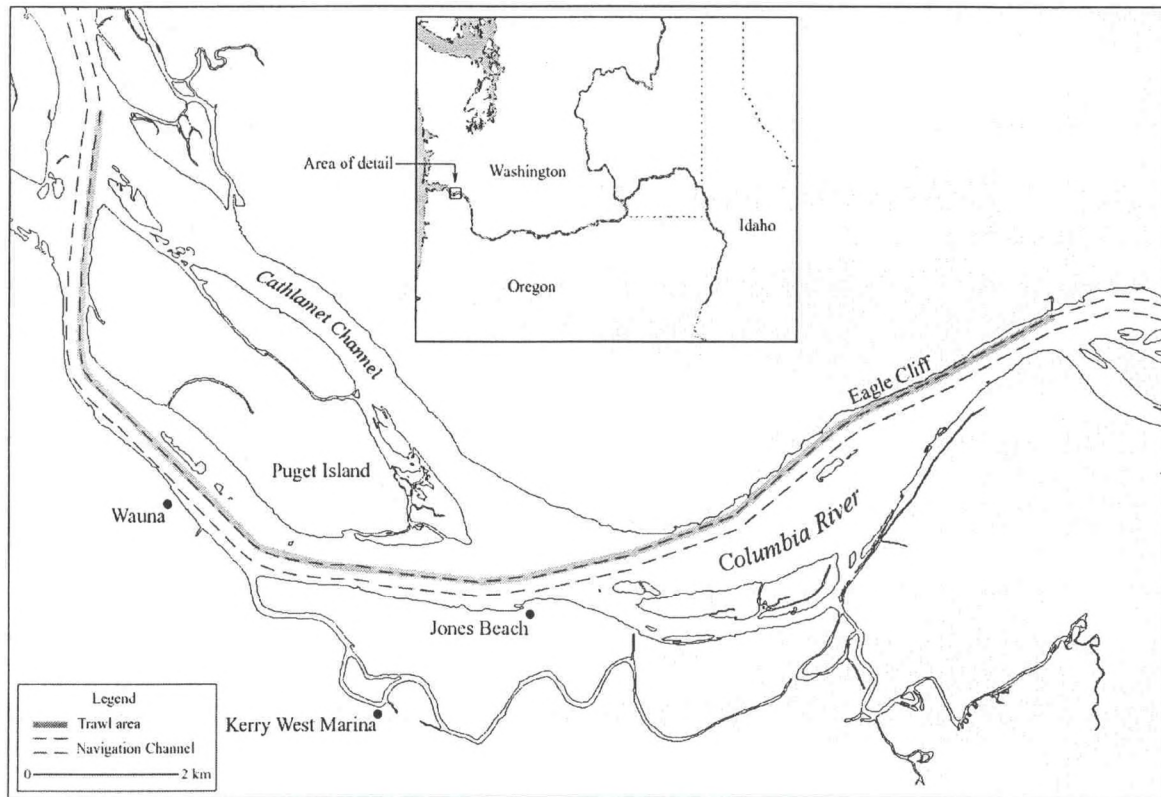 Area of detail
Washington
Idaho
Oregon
Cathlamet Channel
Eagle Cliff
Puget Island
Wauna
Columbia River
Jones Beach
Kerry West Marina
Legend
Trawl area
Navigation Channel
0 2 km